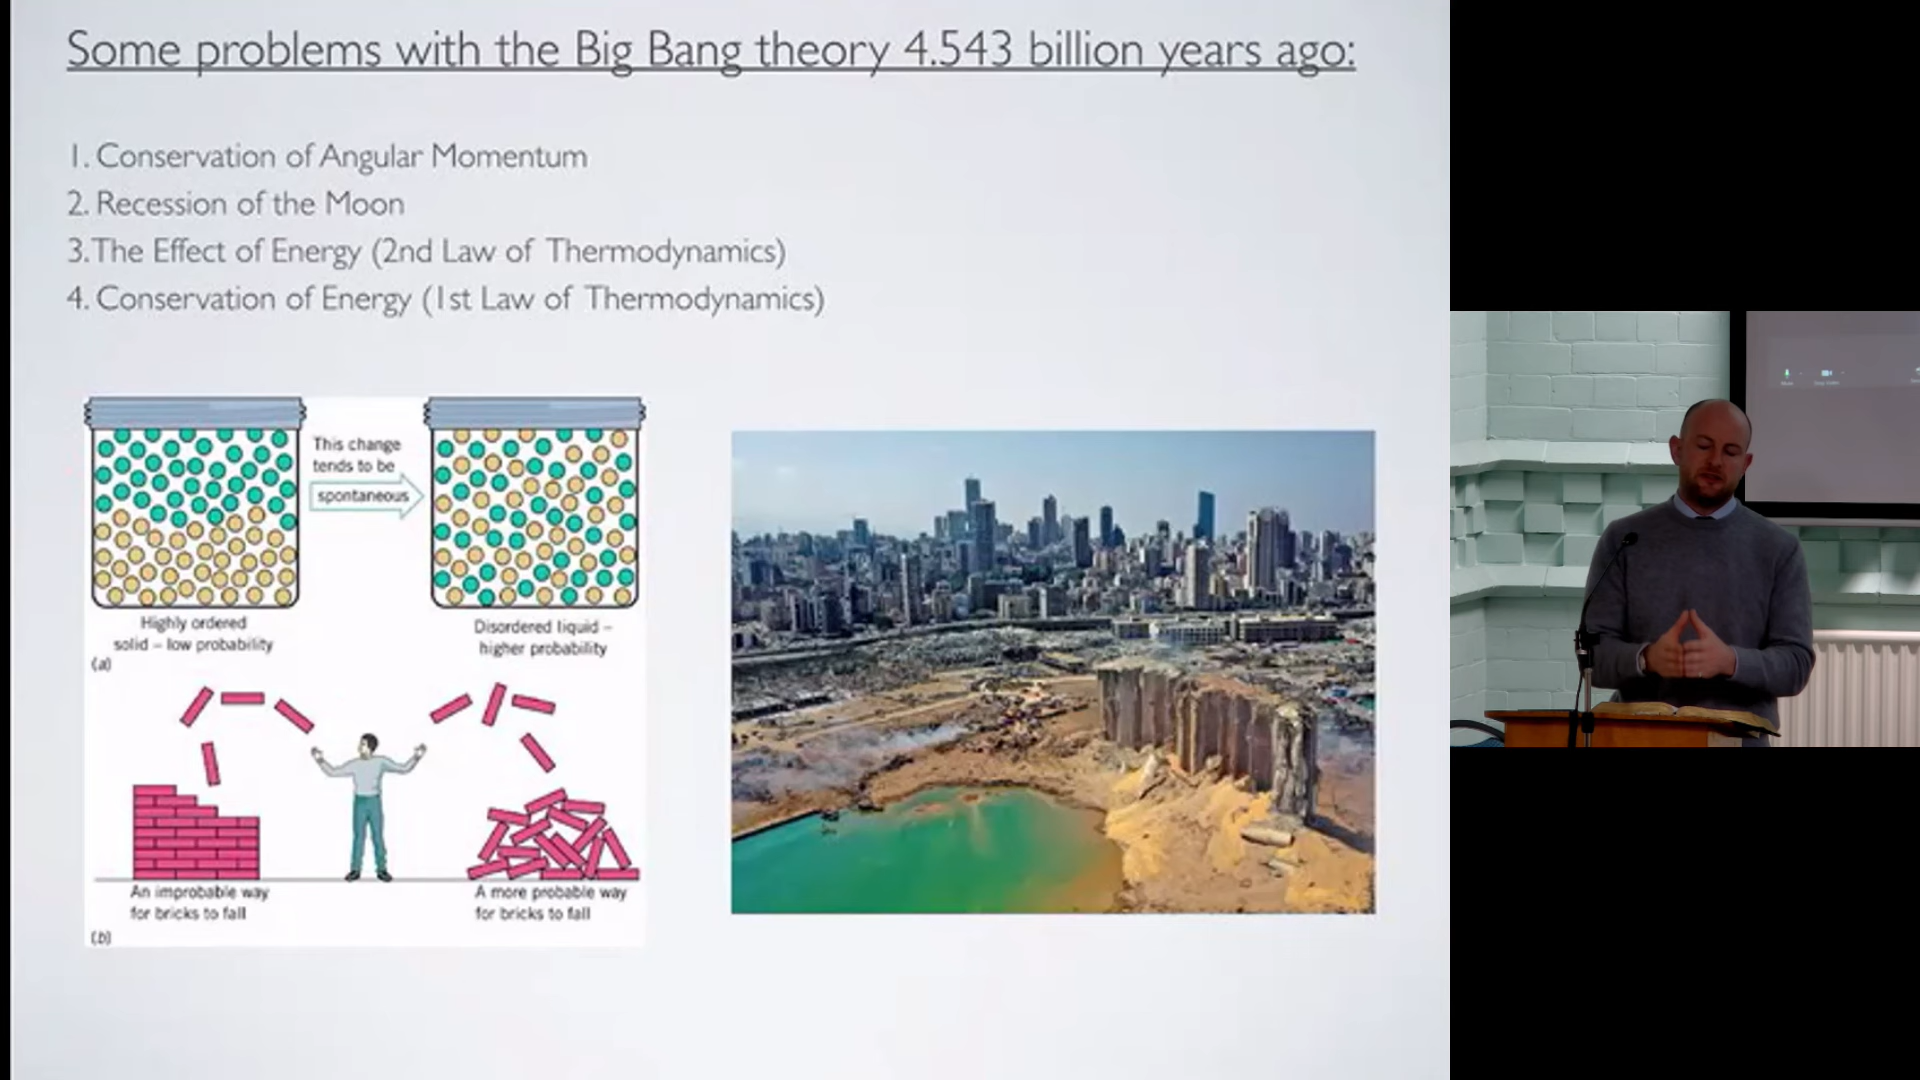 Some problems with the Big Bang theory 4.543 billion years ago:
1. Conservation of Angular Momentum
2. Recession of the Moon
3. The Effect of Energy (2nd Law of Thermodynamics)
4. Conservation of Energy (1st Law of Thermodynamics)
This change
tends to be
spontaneous
Highly ordered
solid – low probability
Disordered liquid –
higher probability
(a)
An improbable way
for bricks to fall
A more probable way
for bricks to fall
(b)